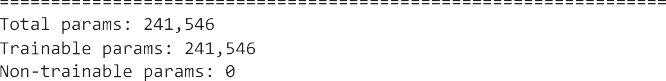 =================================================================
Total params: 241,546
Trainable params: 241,546
Non-trainable params: 0